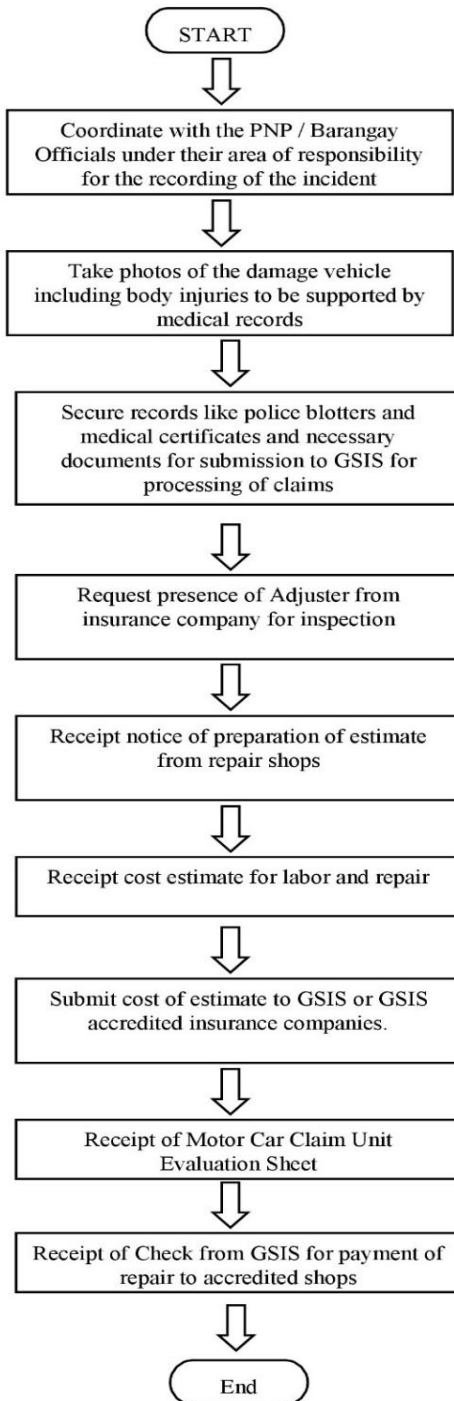 START
Coordinate with the PNP / Barangay
Officials under their area of responsibility
for the recording of the incident
Take photos of the damage vehicle
including body injuries to be supported by
medical records
Secure records like police blotters and
medical certificates and necessary
documents for submission to GSIS for
processing of claims
Request presence of Adjuster from
insurance company for inspection
Receipt notice of preparation of estimate
from repair shops
Receipt cost estimate for labor and repair
Submit cost of estimate to GSIS or GSIS
accredited insurance companies.
Receipt of Motor Car Claim Unit
Evaluation Sheet
Receipt of Check from GSIS for payment of
repair to accredited shops
End